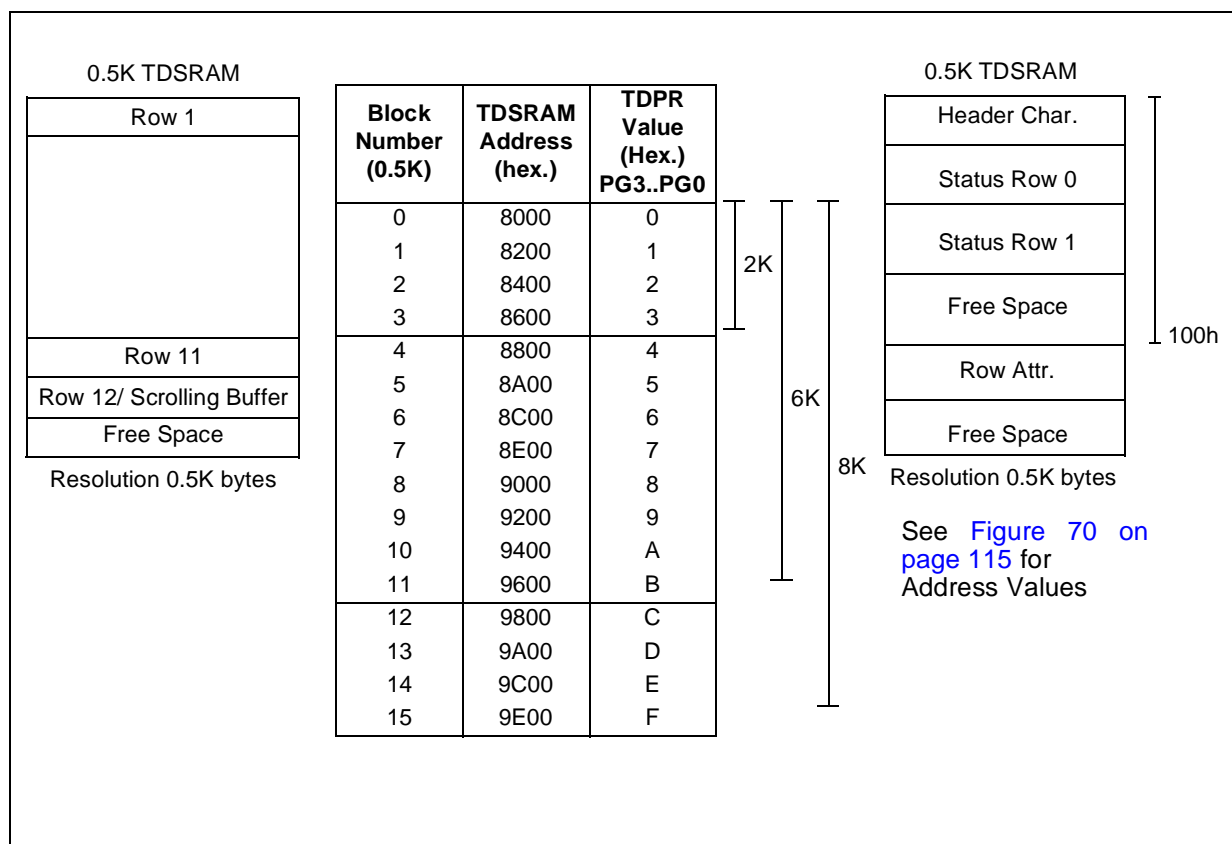 0.5K TDSRAM
Row 1
Row 11
Row 12/ Scrolling Buffer
Free Space
Resolution 0.5K bytes
Block Number (0.5K) TDSRAM Address (hex.) TDPR Value (Hex.) PG3..PG0
0 8000 0
1 8200 1
2 8400 2
3 8600 3
4 8800 4
5 8A00 5
6 8C00 6
7 8E00 7
8 9000 8
9 9200 9
10 9400 A
11 9600 B
12 9800 C
13 9A00 D
14 9C00 E
15 9E00 F
2K
6K
8K
0.5K TDSRAM
Header Char.
Status Row 0
Status Row 1
Free Space
100h
Row Attr.
Free Space
Resolution 0.5K bytes
See Figure 70 on
page 115 for
Address Values